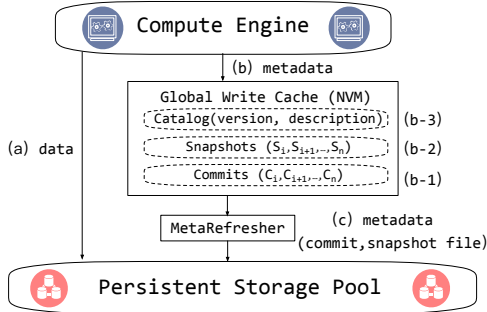 Compute Engine
(b) metadata
Global Write Cache (NVM)
Catalog(version, description)
(b-3)
(a) data
Snapshots (Si,Si+1,…,Sn)
(b-2)
Commits (Ci,Ci+1,…,Cn)
(b-1)
MetaRefresher
(c) metadata
(commit,snapshot file)
Persistent Storage Pool